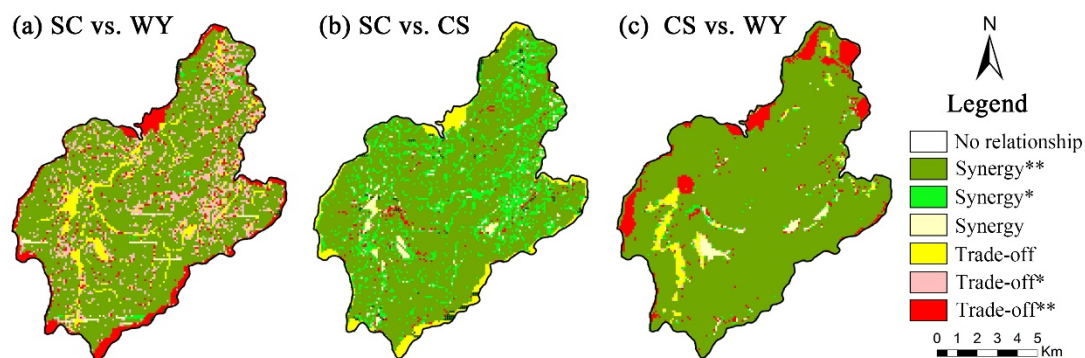 (a) SC vs. WY
(b) SC vs. CS
(c) CS vs. WY
N
Legend
No relationship
Synergy**
Synergy*
Synergy
Trade-off
Trade-off*
Trade-off**
0 1 2 3 4 5
Km